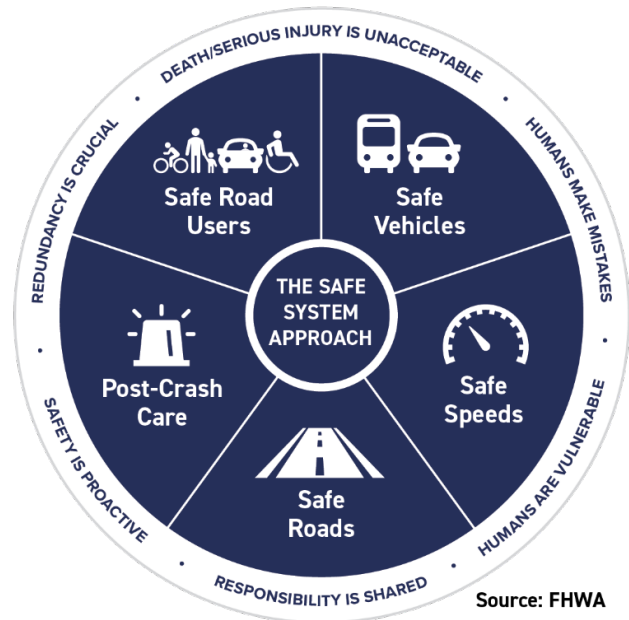 DEATH/SERIOUS INJURY IS UNACCEPTABLE
HUMANS MAKE MISTAKES
HUMANS ARE VULNERABLE
RESPONSIBILITY IS SHARED
SAFETY IS PROACTIVE
REDUNDANCY IS CRUCIAL
Safe Road
Users
Safe
Vehicles
THE SAFE
SYSTEM
APPROACH
Safe
Speeds
Safe
Roads
Post-Crash
Care
Source: FHWA